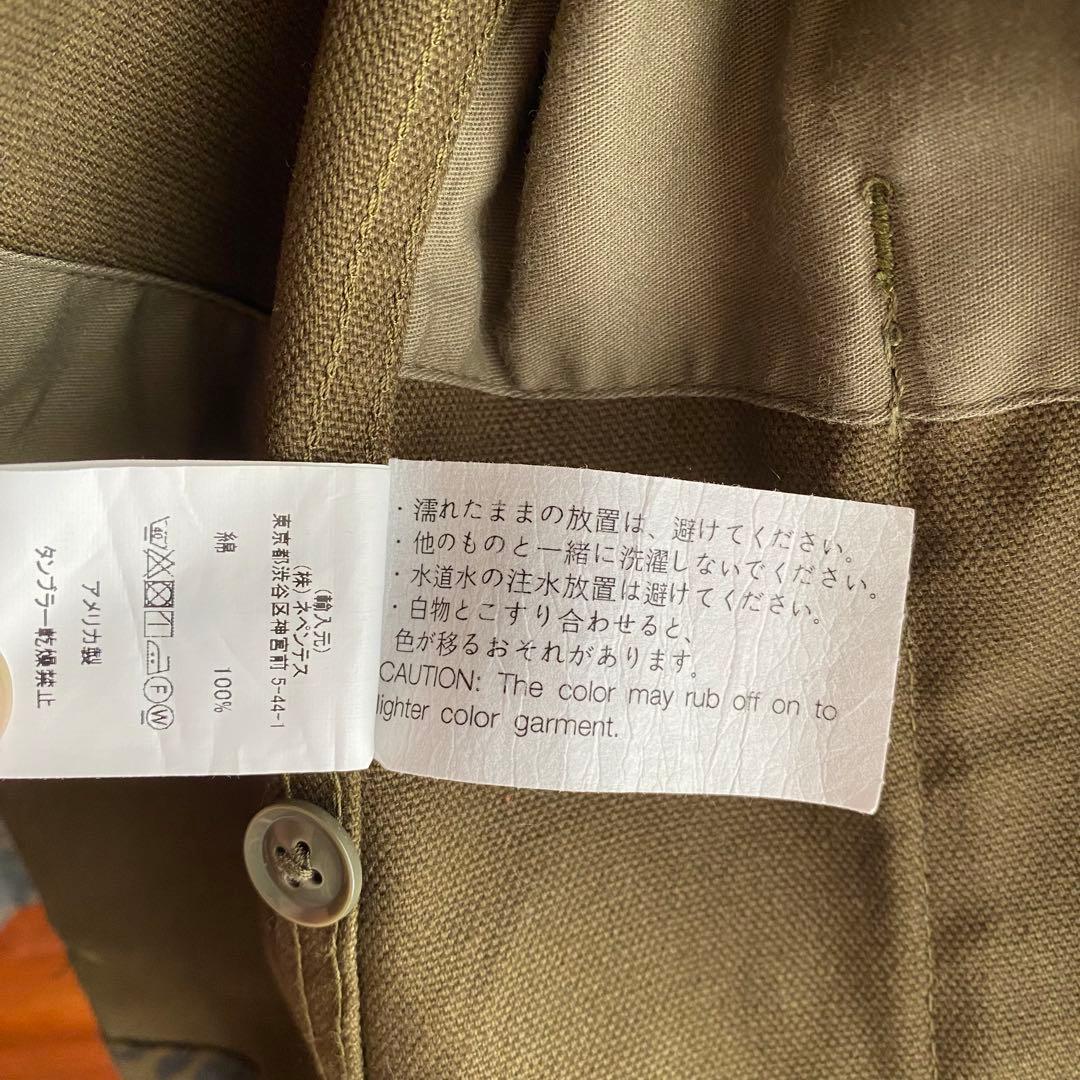 (輸入元)
(株) ネペンテス
東京都渋谷区神宮前 5-44-1
綿 100%
40
F
W
アメリカ製
タンブラー乾燥禁止
・濡れたままの放置は、避けてください。
・他のものと一緒に洗濯しないでください。
・水道水の注水放置は避けてください。
・白物とこすり合わせると、
色が移るおそれがあります。
CAUTION: The color may rub off on to
lighter color garment.